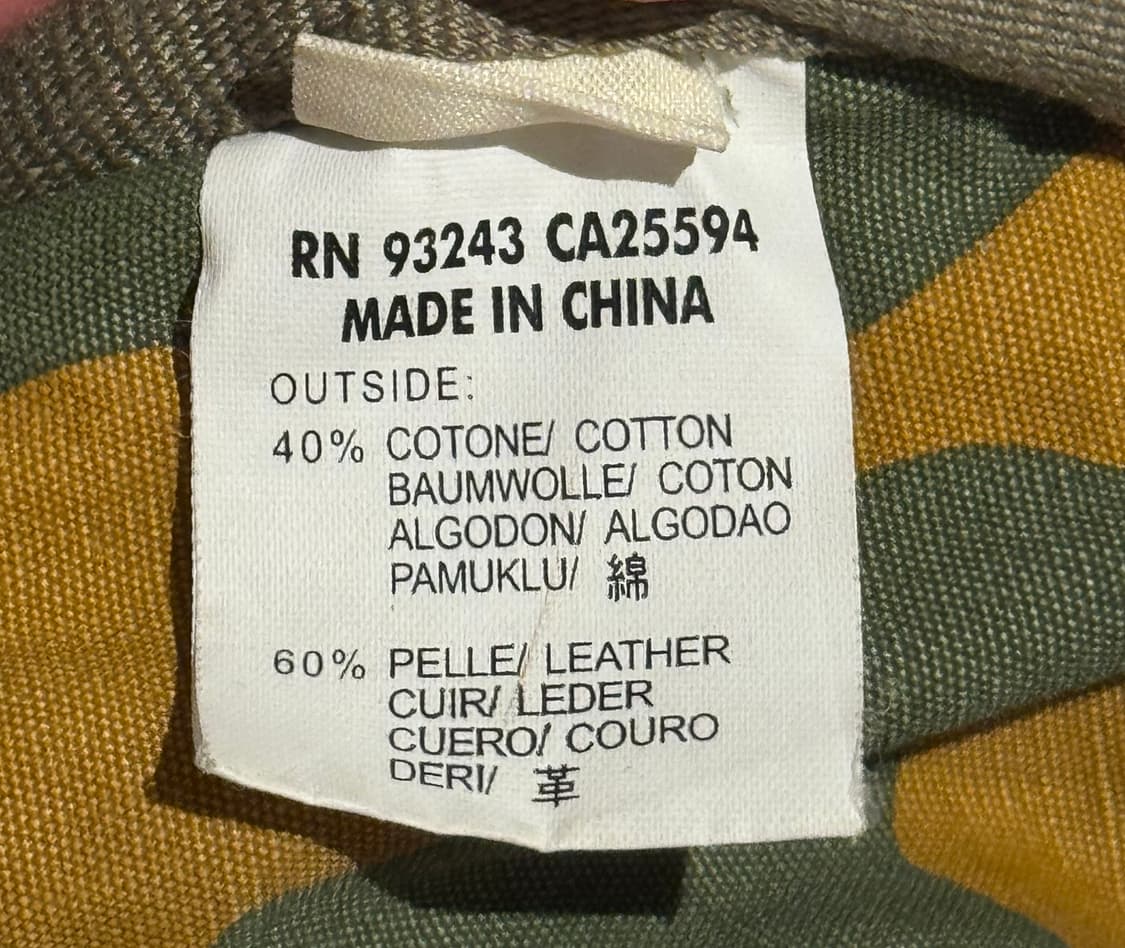 RN 93243 CA25594
MADE IN CHINA
OUTSIDE:
40% COTONE/ COTTON
BAUMWOLLE/ COTON
ALGODON/ ALGODAO
PAMUKLU/ 綿
60% PELLE/ LEATHER
CUIR/ LEDER
CUERO/ COURO
DERI/ 革